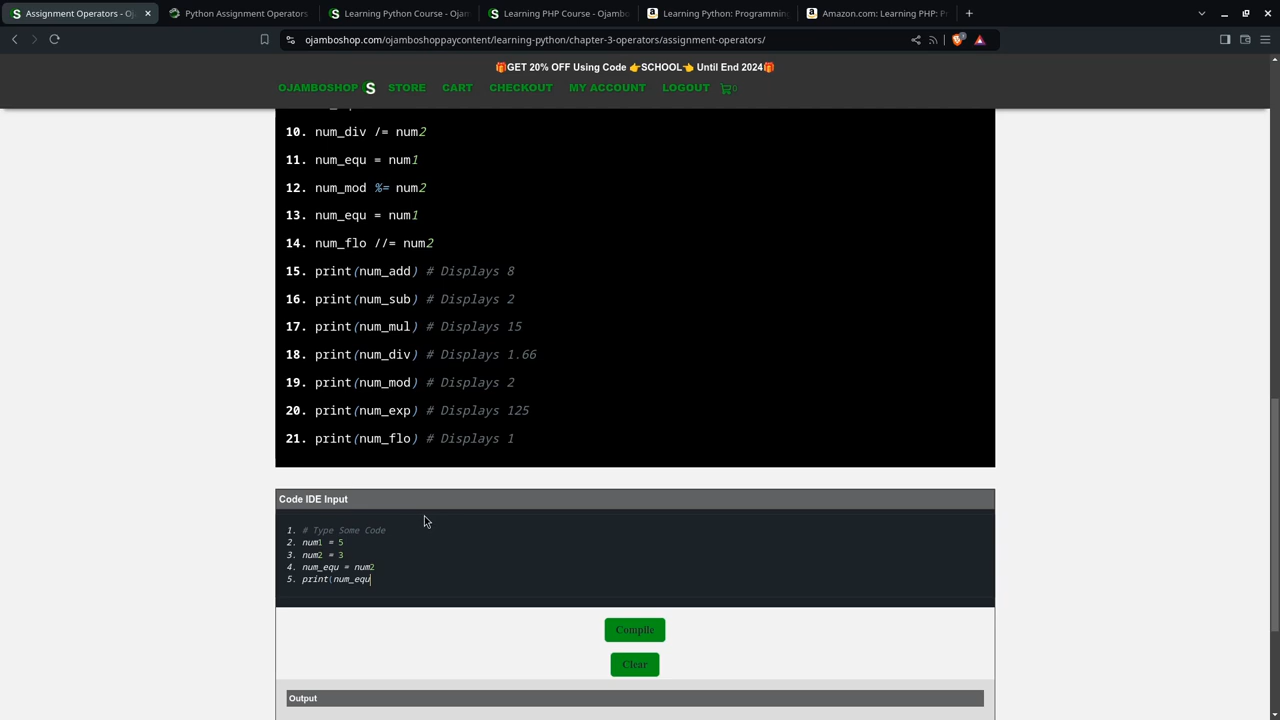 Assignment Operators - Oj
Python Assignment Operators
Learning Python Course - Ojam
Learning PHP Course - Ojambo
Learning Python: Programming
Amazon.com: Learning PHP: P
ojamboshop.com/ojamboshoppaycontent/learning-python/chapter-3-operators/assignment-operators/
🎁GET 20% OFF Using Code 👉SCHOOL👈 Until End 2024🎁
OJAMBOSHOP S STORE CART CHECKOUT MY ACCOUNT LOGOUT 0
10. num_div /= num2
11. num_equ = num1
12. num_mod %= num2
13. num_equ = num1
14. num_flo //= num2
15. print(num_add) # Displays 8
16. print(num_sub) # Displays 2
17. print(num_mul) # Displays 15
18. print(num_div) # Displays 1.66
19. print(num_mod) # Displays 2
20. print(num_exp) # Displays 125
21. print(num_flo) # Displays 1
Code IDE Input
1. # Type Some Code
2. num1 = 5
3. num2 = 3
4. num_equ = num2
5. print(num_equ
Compile
Clear
Output